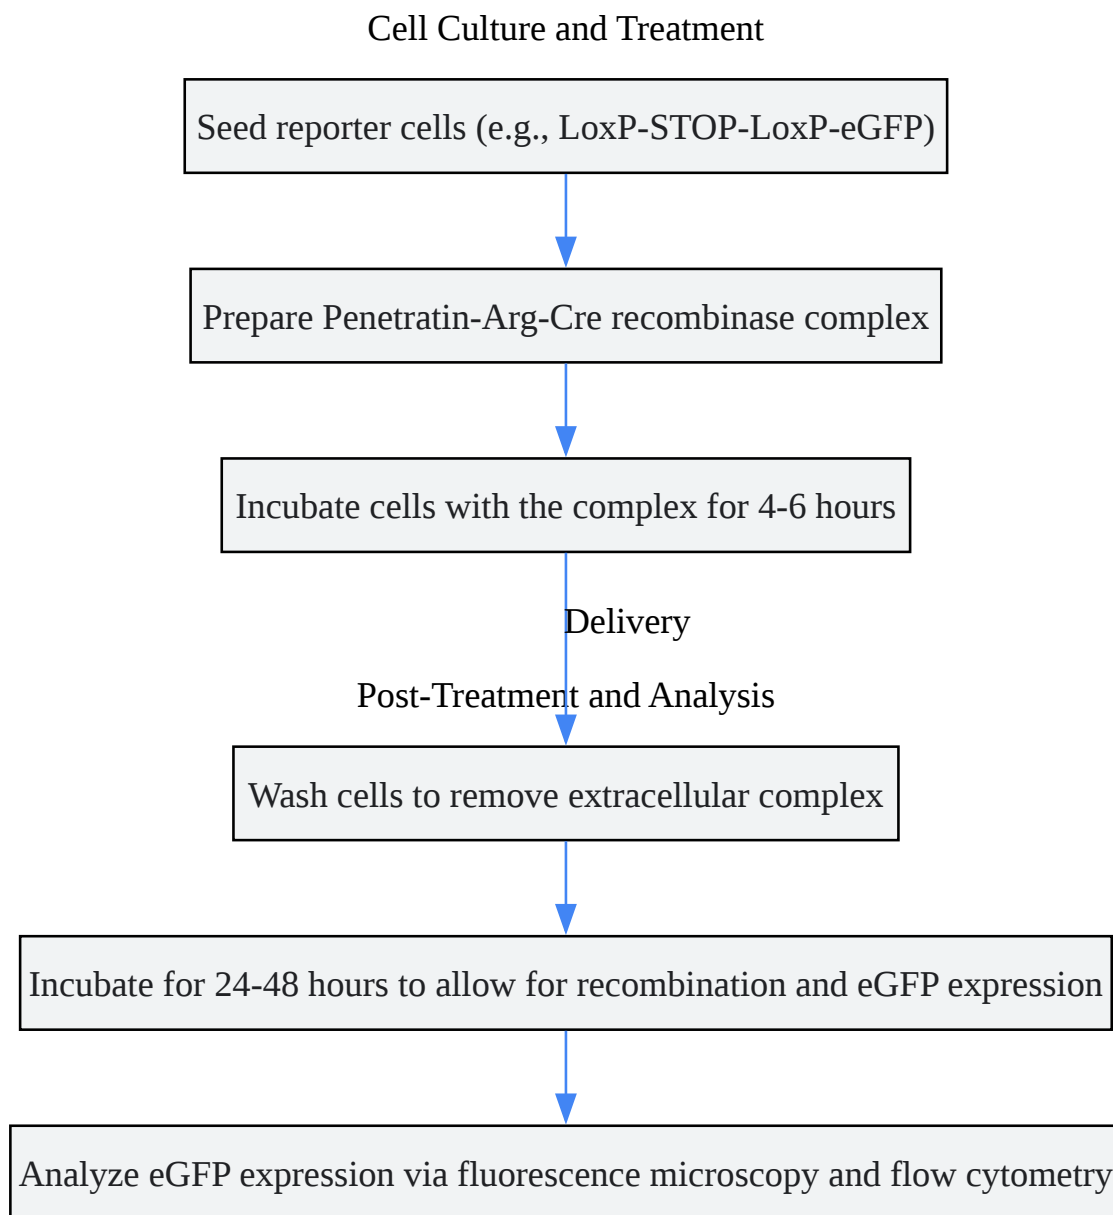 Cell Culture and Treatment
Seed reporter cells (e.g., LoxP-STOP-LoxP-eGFP)
Prepare Penetratin-Arg-Cre recombinase complex
Incubate cells with the complex for 4-6 hours
Delivery
Post-Treatment and Analysis
Wash cells to remove extracellular complex
Incubate for 24-48 hours to allow for recombination and eGFP expression
Analyze eGFP expression via fluorescence microscopy and flow cytometry